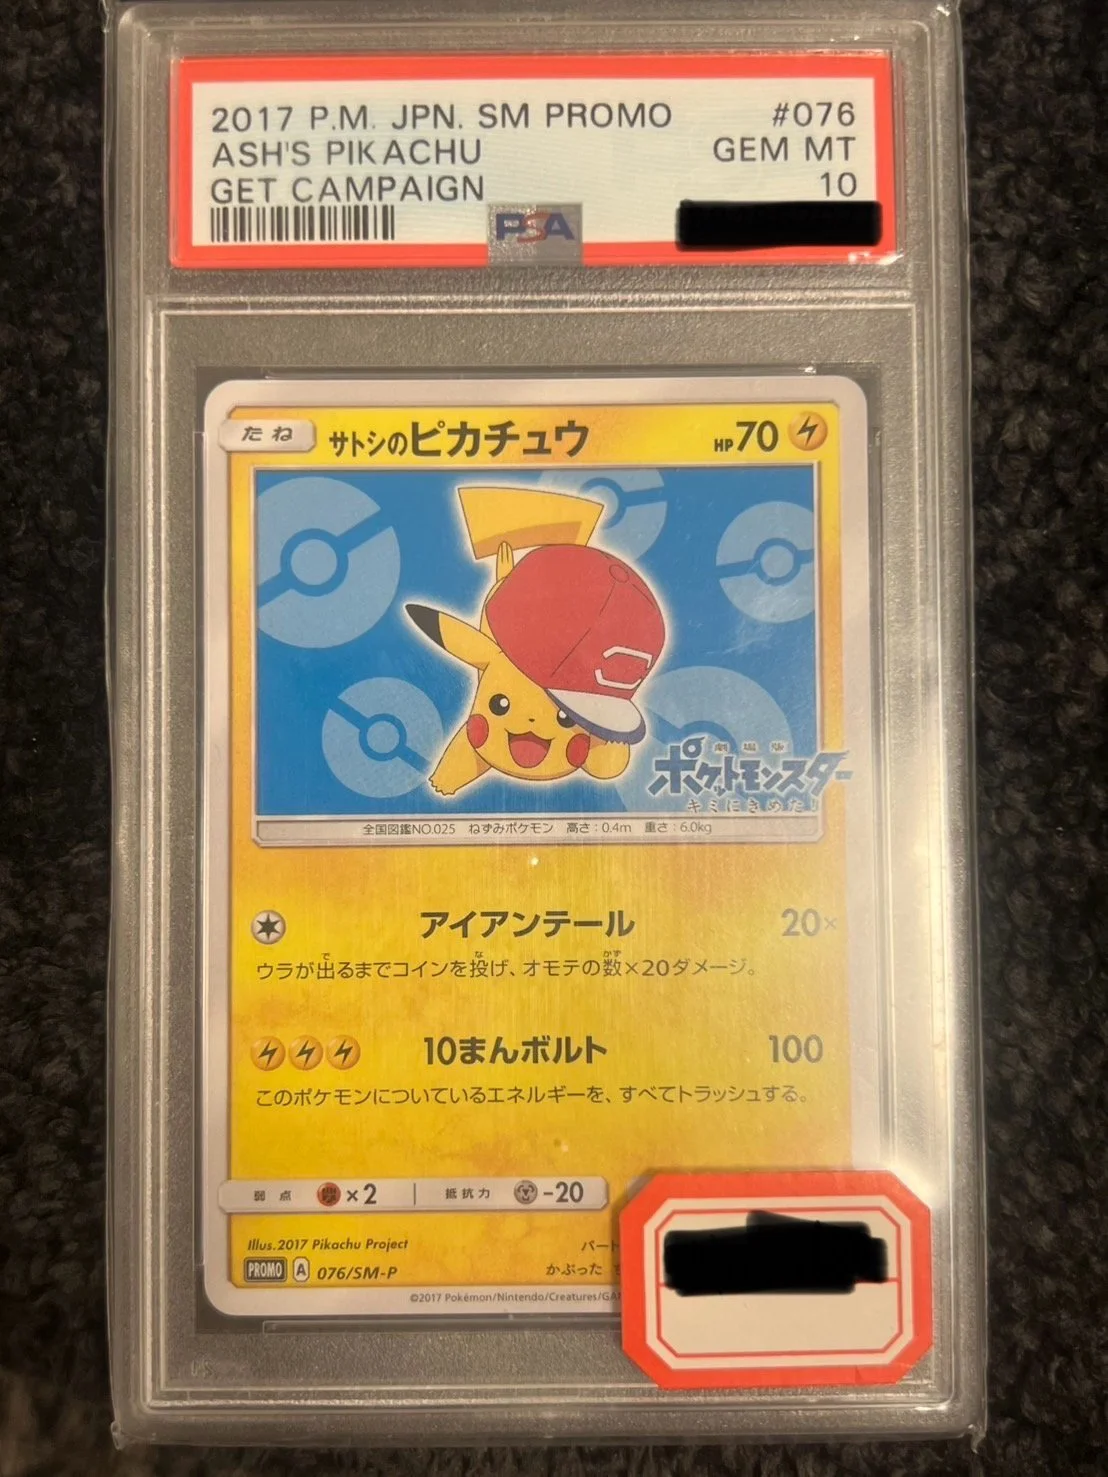 2017 P.M. JPN. SM PROMO #076
ASH'S PIKACHU GEM MT
GET CAMPAIGN 10
PSA
たね サトシのピカチュウ HP70
劇場版
ポケットモンスター
キミにきめた!
全国図鑑NO.025 ねずみポケモン 高さ:0.4m 重さ:6.0kg
アイアンテール 20×
ウラが出るまでコインを投げ、オモテの数×20ダメージ。
10まんボルト 100
このポケモンについているエネルギーを、すべてトラッシュする。
弱点 ×2 抵抗力 -20
Illus.2017 Pikachu Project
パート
PROMO A 076/SM-P
かぶった
©2017 Pokémon/Nintendo/Creatures/GA